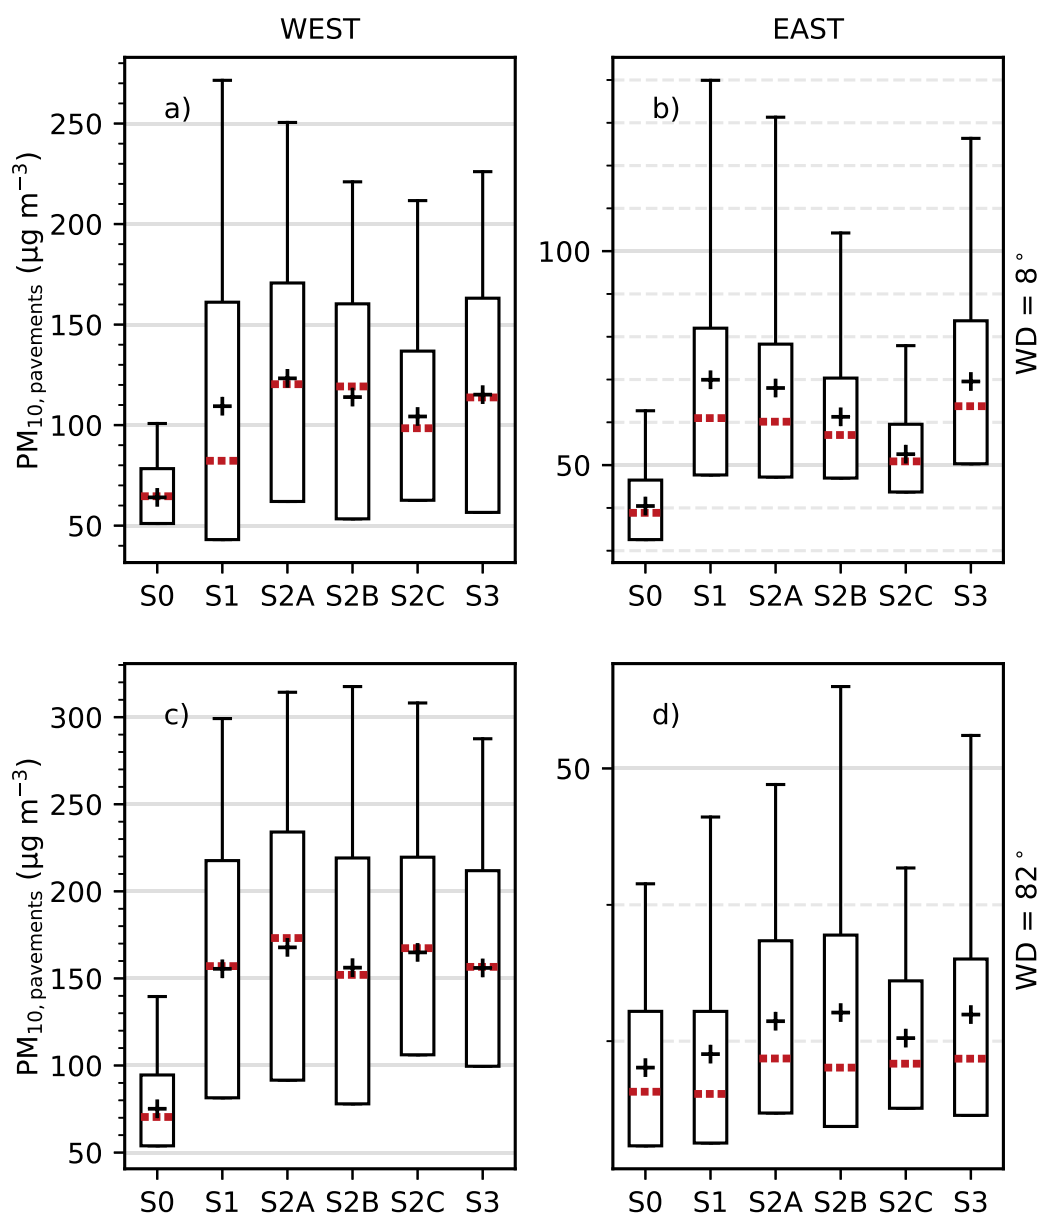 WEST
EAST
a)
b)
250
200
150
100
50
100
50
PM10, pavements (µg m−3)
WD = 8°
S0 S1 S2A S2B S2C S3
S0 S1 S2A S2B S2C S3
c)
d)
300
250
200
150
100
50
50
PM10, pavements (µg m−3)
WD = 82°
S0 S1 S2A S2B S2C S3
S0 S1 S2A S2B S2C S3